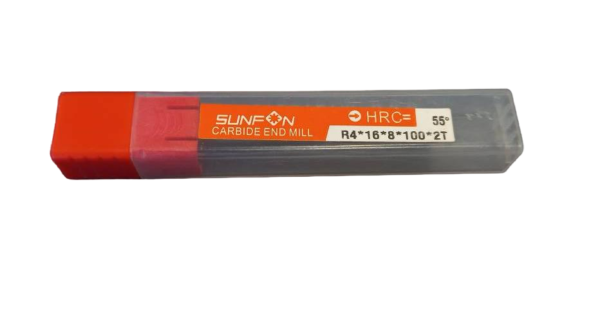 SUNFON
CARBIDE END MILL
HRC= 55°
R4*16*8*100*2T